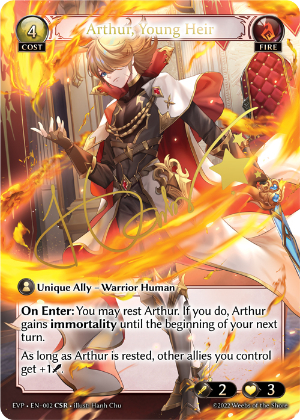 4
Arthur, Young Heir
COST
FIRE
Unique Ally – Warrior Human
On Enter: You may rest Arthur. If you do, Arthur
gains immortality until the beginning of your next
turn.
As long as Arthur is rested, other allies you control
get +1
2
3
EVP • EN-002 CSR • illust. Hanh Chu
©2022 Weebs of the Shore